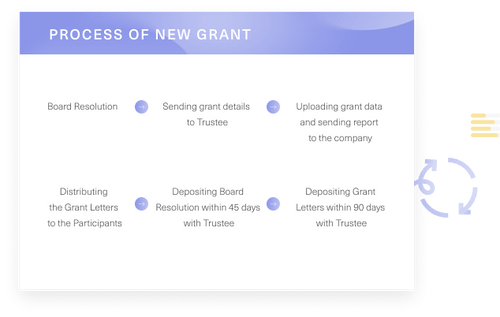 PROCESS OF NEW GRANT
Board Resolution
Sending grant details
to Trustee
Uploading grant data
and sending report
to the company
Distributing
the Grant Letters
to the Participants
Depositing Board
Resolution within 45 days
with Trustee
Depositing Grant
Letters within 90 days
with Trustee